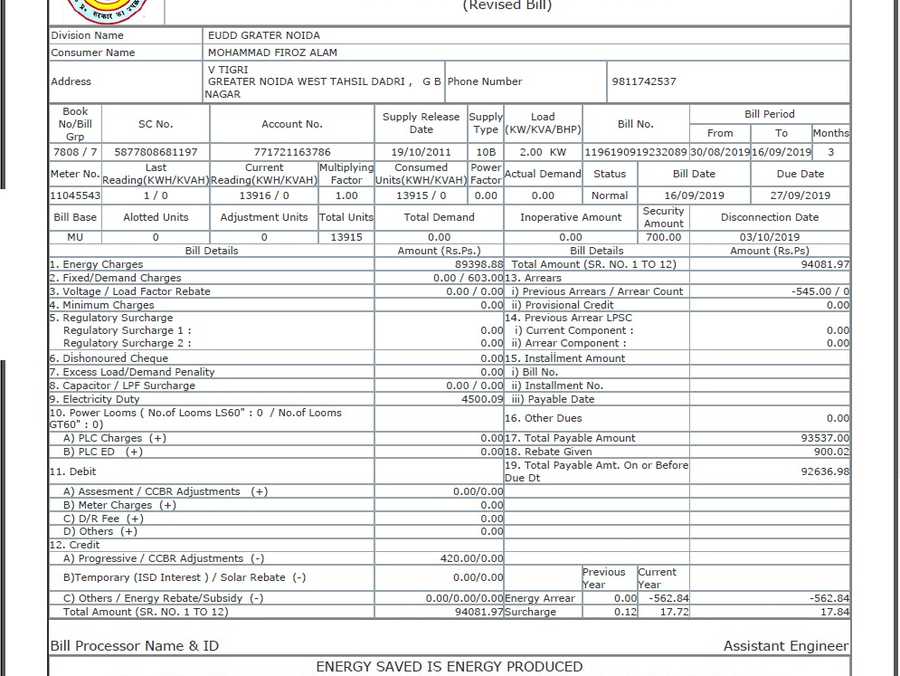 प्र. सरकार का उपक्र
(Revised Bill)
Division Name EUDD GRATER NOIDA
Consumer Name MOHAMMAD FIROZ ALAM
Address V TIGRI
GREATER NOIDA WEST TAHSIL DADRI , G B
NAGAR
Phone Number 9811742537
Book No/Bill Grp SC No. Account No. Supply Release Date Supply Type Load (KW/KVA/BHP) Bill No. Bill Period
From To Months
7808 / 7 5877808681197 771721163786 19/10/2011 10B 2.00 KW 1196190919232089 30/08/2019 16/09/2019 3
Meter No. Last Reading(KWH/KVAH) Current Reading(KWH/KVAH) Multiplying Factor Consumed Units(KWH/KVAH) Power Factor Actual Demand Status Bill Date Due Date
11045543 1 / 0 13916 / 0 1.00 13915 / 0 0.00 0.00 Normal 16/09/2019 27/09/2019
Bill Base Alotted Units Adjustment Units Total Units Total Demand Inoperative Amount Security Amount Disconnection Date
MU 0 0 13915 0.00 0.00 700.00 03/10/2019
Bill Details Amount (Rs.Ps.) Bill Details Amount (Rs.Ps)
1. Energy Charges 89398.88 Total Amount (SR. NO. 1 TO 12) 94081.97
2. Fixed/Demand Charges 0.00 / 603.00 13. Arrears
3. Voltage / Load Factor Rebate 0.00 / 0.00 i) Previous Arrears / Arrear Count -545.00 / 0
4. Minimum Charges 0.00 ii) Provisional Credit 0.00
5. Regulatory Surcharge 14. Previous Arrear LPSC
Regulatory Surcharge 1 : 0.00 i) Current Component : 0.00
Regulatory Surcharge 2 : 0.00 ii) Arrear Component : 0.00
6. Dishonoured Cheque 0.00 15. Installment Amount
7. Excess Load/Demand Penality 0.00 i) Bill No.
8. Capacitor / LPF Surcharge 0.00 / 0.00 ii) Installment No.
9. Electricity Duty 4500.09 iii) Payable Date
10. Power Looms ( No.of Looms LS60" : 0 / No.of Looms
GT60" : 0) 16. Other Dues 0.00
A) PLC Charges (+) 0.00 17. Total Payable Amount 93537.00
B) PLC ED (+) 0.00 18. Rebate Given 900.02
11. Debit 19. Total Payable Amt. On or Before
Due Dt 92636.98
A) Assesment / CCBR Adjustments (+) 0.00/0.00
B) Meter Charges (+) 0.00
C) D/R Fee (+) 0.00
D) Others (+) 0.00
12. Credit
A) Progressive / CCBR Adjustments (-) 420.00/0.00
B)Temporary (ISD Interest ) / Solar Rebate (-) 0.00/0.00 Previous Year Current Year
C) Others / Energy Rebate/Subsidy (-) 0.00/0.00/0.00 Energy Arrear 0.00 -562.84 -562.84
Total Amount (SR. NO. 1 TO 12) 94081.97 Surcharge 0.12 17.72 17.84
Bill Processor Name & ID Assistant Engineer
ENERGY SAVED IS ENERGY PRODUCED